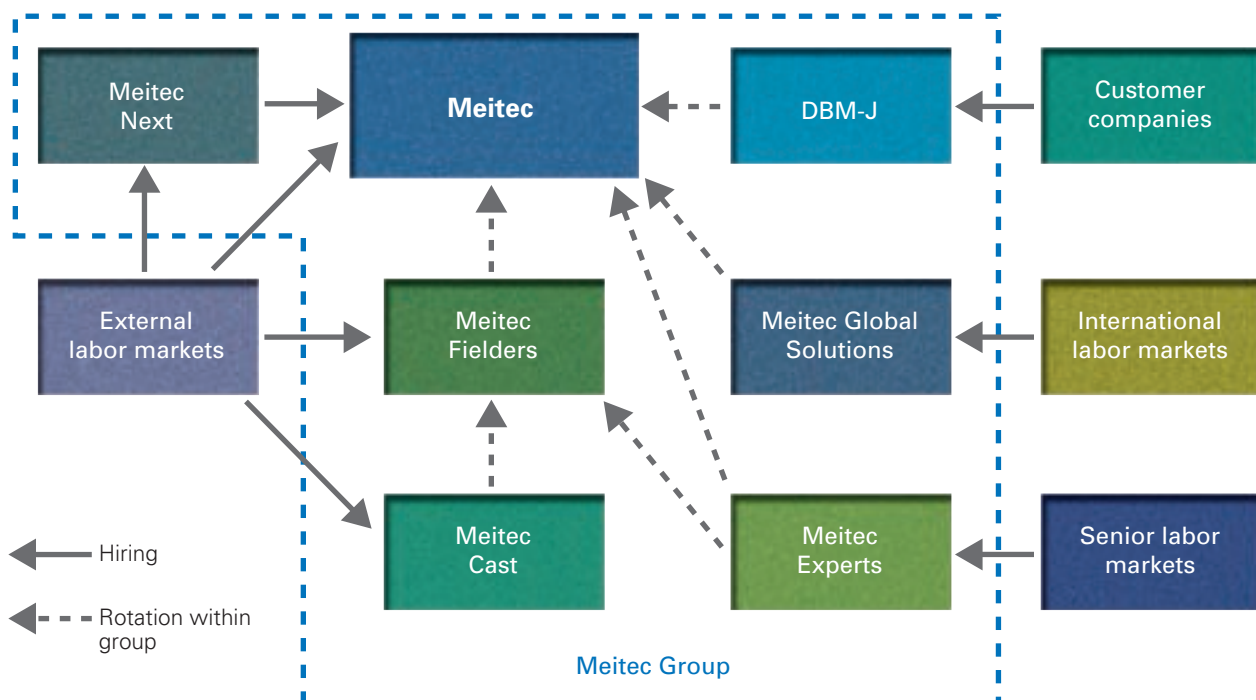 Meitec
Next
Meitec
DBM-J
Customer
companies
External
labor markets
Meitec
Fielders
Meitec Global
Solutions
International
labor markets
Meitec
Cast
Meitec
Experts
Senior labor
markets
Hiring
Rotation within
group
Meitec Group